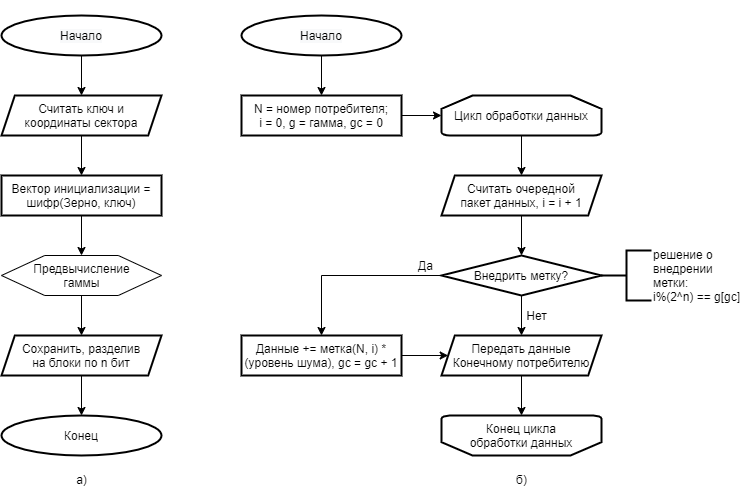 Начало
Считать ключ и
координаты сектора
Вектор инициализации =
шифр(Зерно, ключ)
Предвычисление
гаммы
Сохранить, разделив
на блоки по n бит
Конец
а)
Начало
N = номер потребителя;
i = 0, g = гамма, gc = 0
Цикл обработки данных
Считать очередной
пакет данных, i = i + 1
Внедрить метку?
решение о
внедрении
метки:
i%(2^n) == g[gc]
Да
Нет
Данные += метка(N, i) *
(уровень шума), gc = gc + 1
Передать данные
Конечному потребителю
Конец цикла
обработки данных
б)